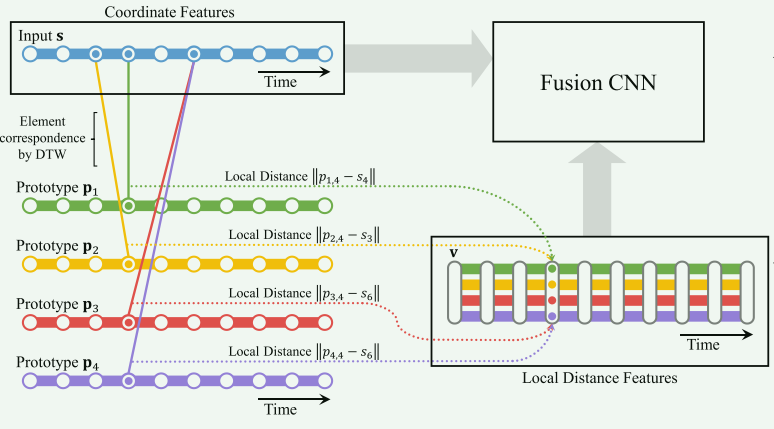 Coordinate Features
Input s
Time
Fusion CNN
Element
correspondence
by DTW
Prototype p₁
Local Distance ‖p₁,₄ − s₄‖
Prototype p₂
Local Distance ‖p₂,₄ − s₃‖
Prototype p₃
Local Distance ‖p₃,₄ − s₆‖
Prototype p₄
Local Distance ‖p₄,₄ − s₆‖
Time
v
Time
Local Distance Features